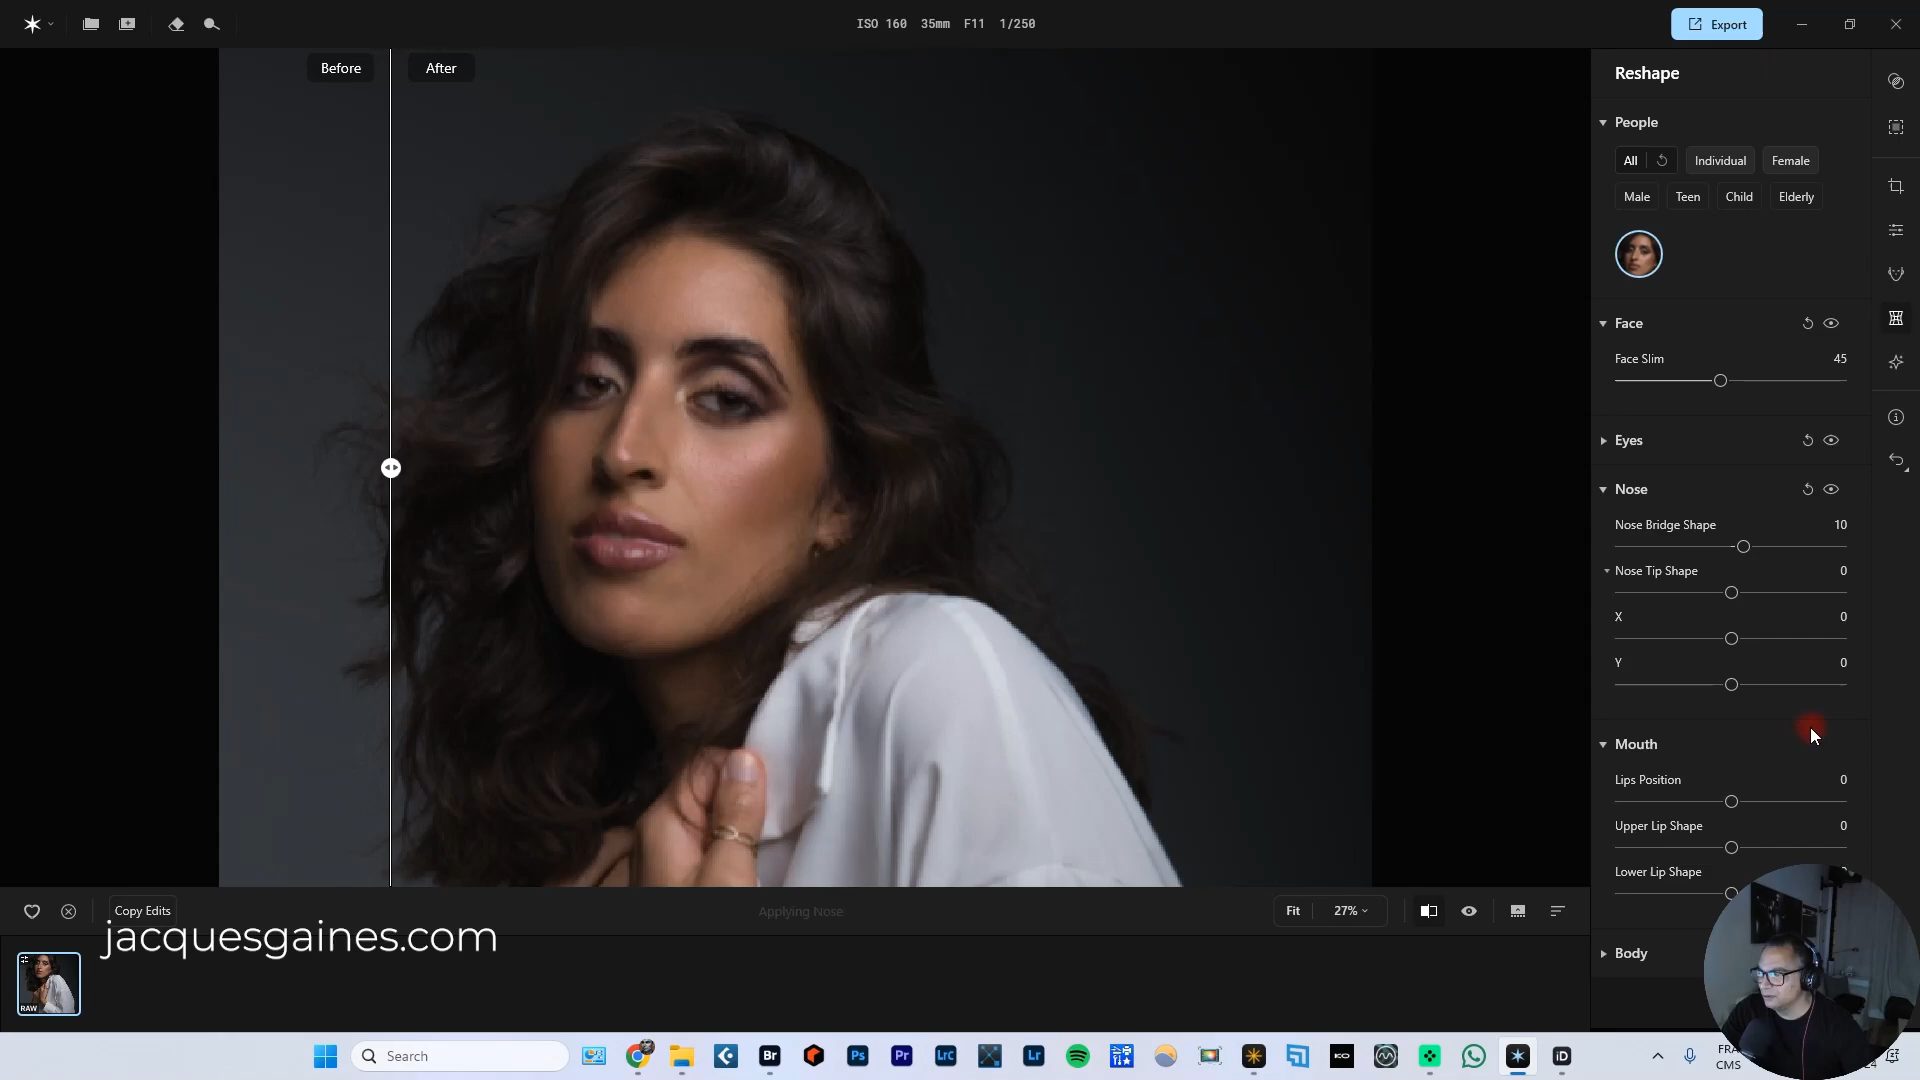 ISO 160 35mm F11 1/250
Export
Before
After
Reshape
People
All
Individual
Female
Male
Teen
Child
Elderly
Face
Face Slim 45
Eyes
Nose
Nose Bridge Shape 10
Nose Tip Shape 0
X 0
Y 0
Mouth
Lips Position 0
Upper Lip Shape 0
Lower Lip Shape
Body
Copy Edits
Applying Nose
Fit 27%
jacquesgaines.com
RAW
Search
Br
Ps
Pr
LrC
Lr
KO
iD
FRA
CMS